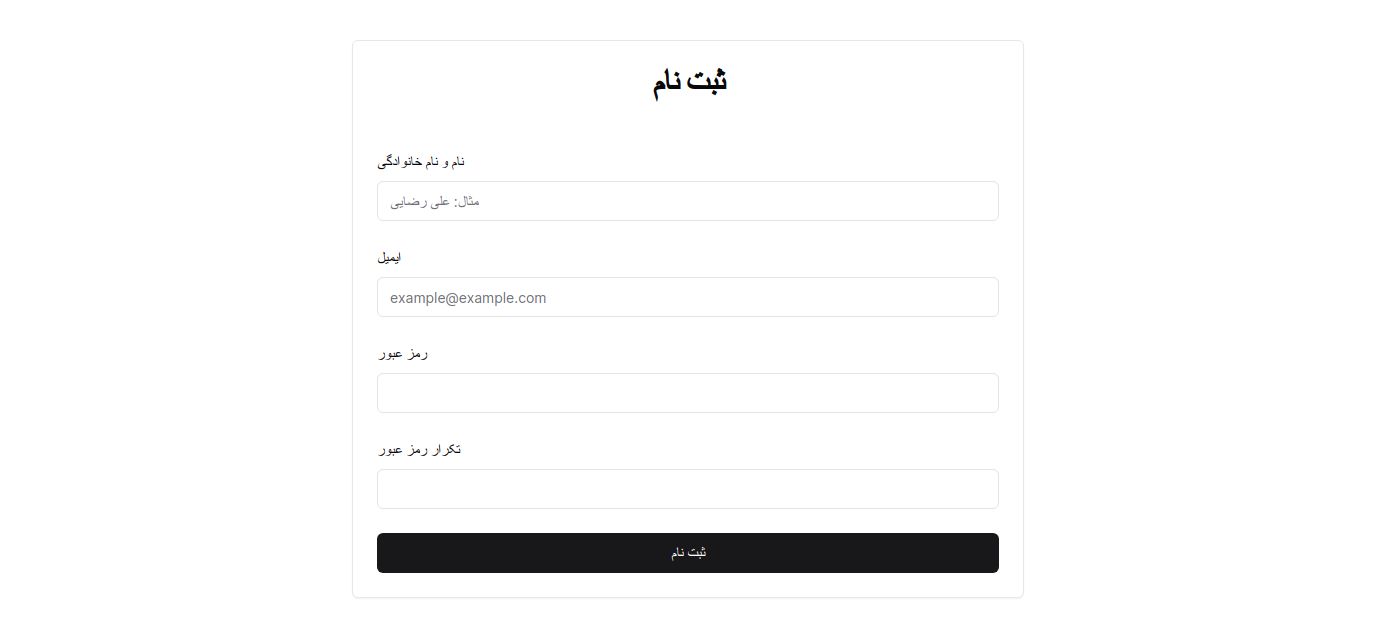 ثبت نام
نام و نام خانوادگی
مثال: علی رضایی
ایمیل
example@example.com
رمز عبور
تکرار رمز عبور
ثبت نام